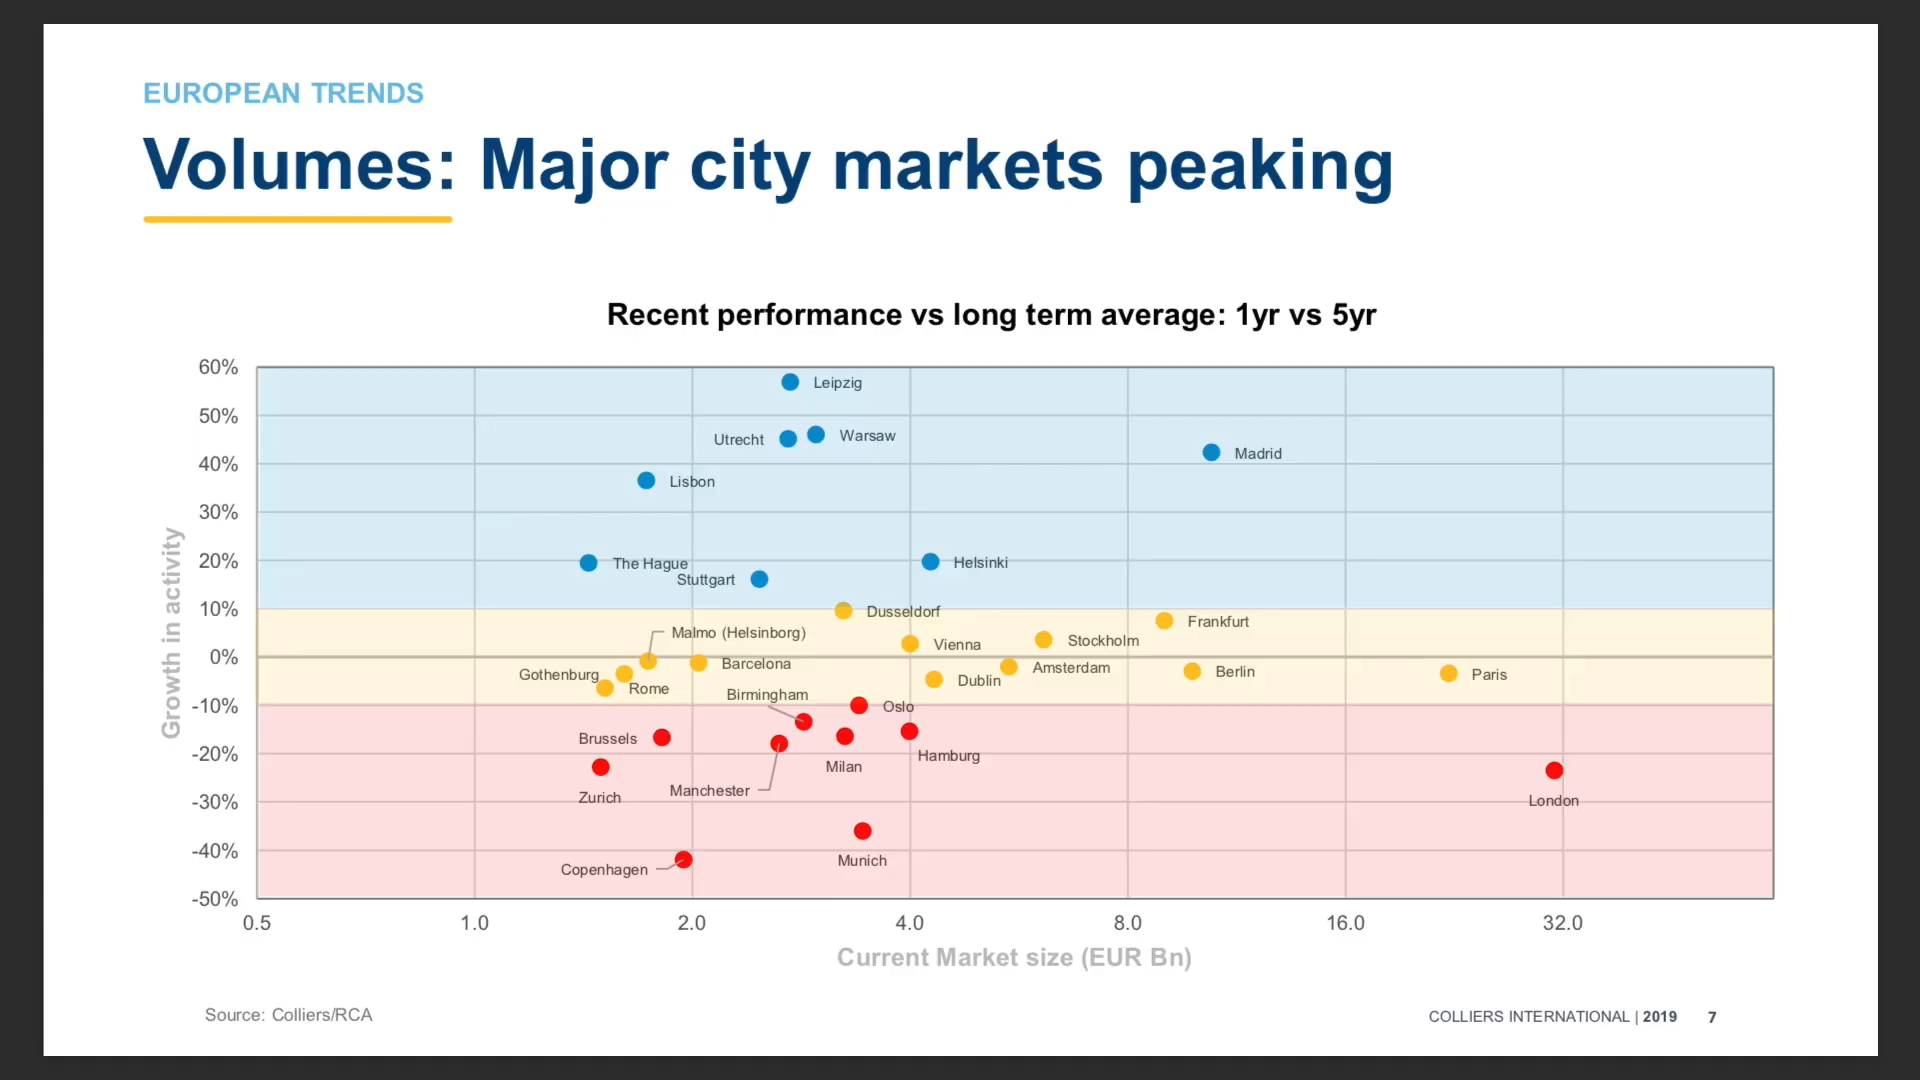 EUROPEAN TRENDS
Volumes: Major city markets peaking
Recent performance vs long term average: 1yr vs 5yr
60%
50%
40%
30%
20%
10%
0%
-10%
-20%
-30%
-40%
-50%
Growth in activity
Leipzig
Utrecht
Warsaw
Madrid
Lisbon
The Hague
Helsinki
Stuttgart
Dusseldorf
Frankfurt
Malmo (Helsinborg)
Vienna
Stockholm
Barcelona
Amsterdam
Berlin
Gothenburg
Paris
Dublin
Rome
Birmingham
Oslo
Brussels
Hamburg
Milan
Manchester
Zurich
London
Munich
Copenhagen
0.5
1.0
2.0
4.0
8.0
16.0
32.0
Current Market size (EUR Bn)
Source: Colliers/RCA
COLLIERS INTERNATIONAL | 2019 7